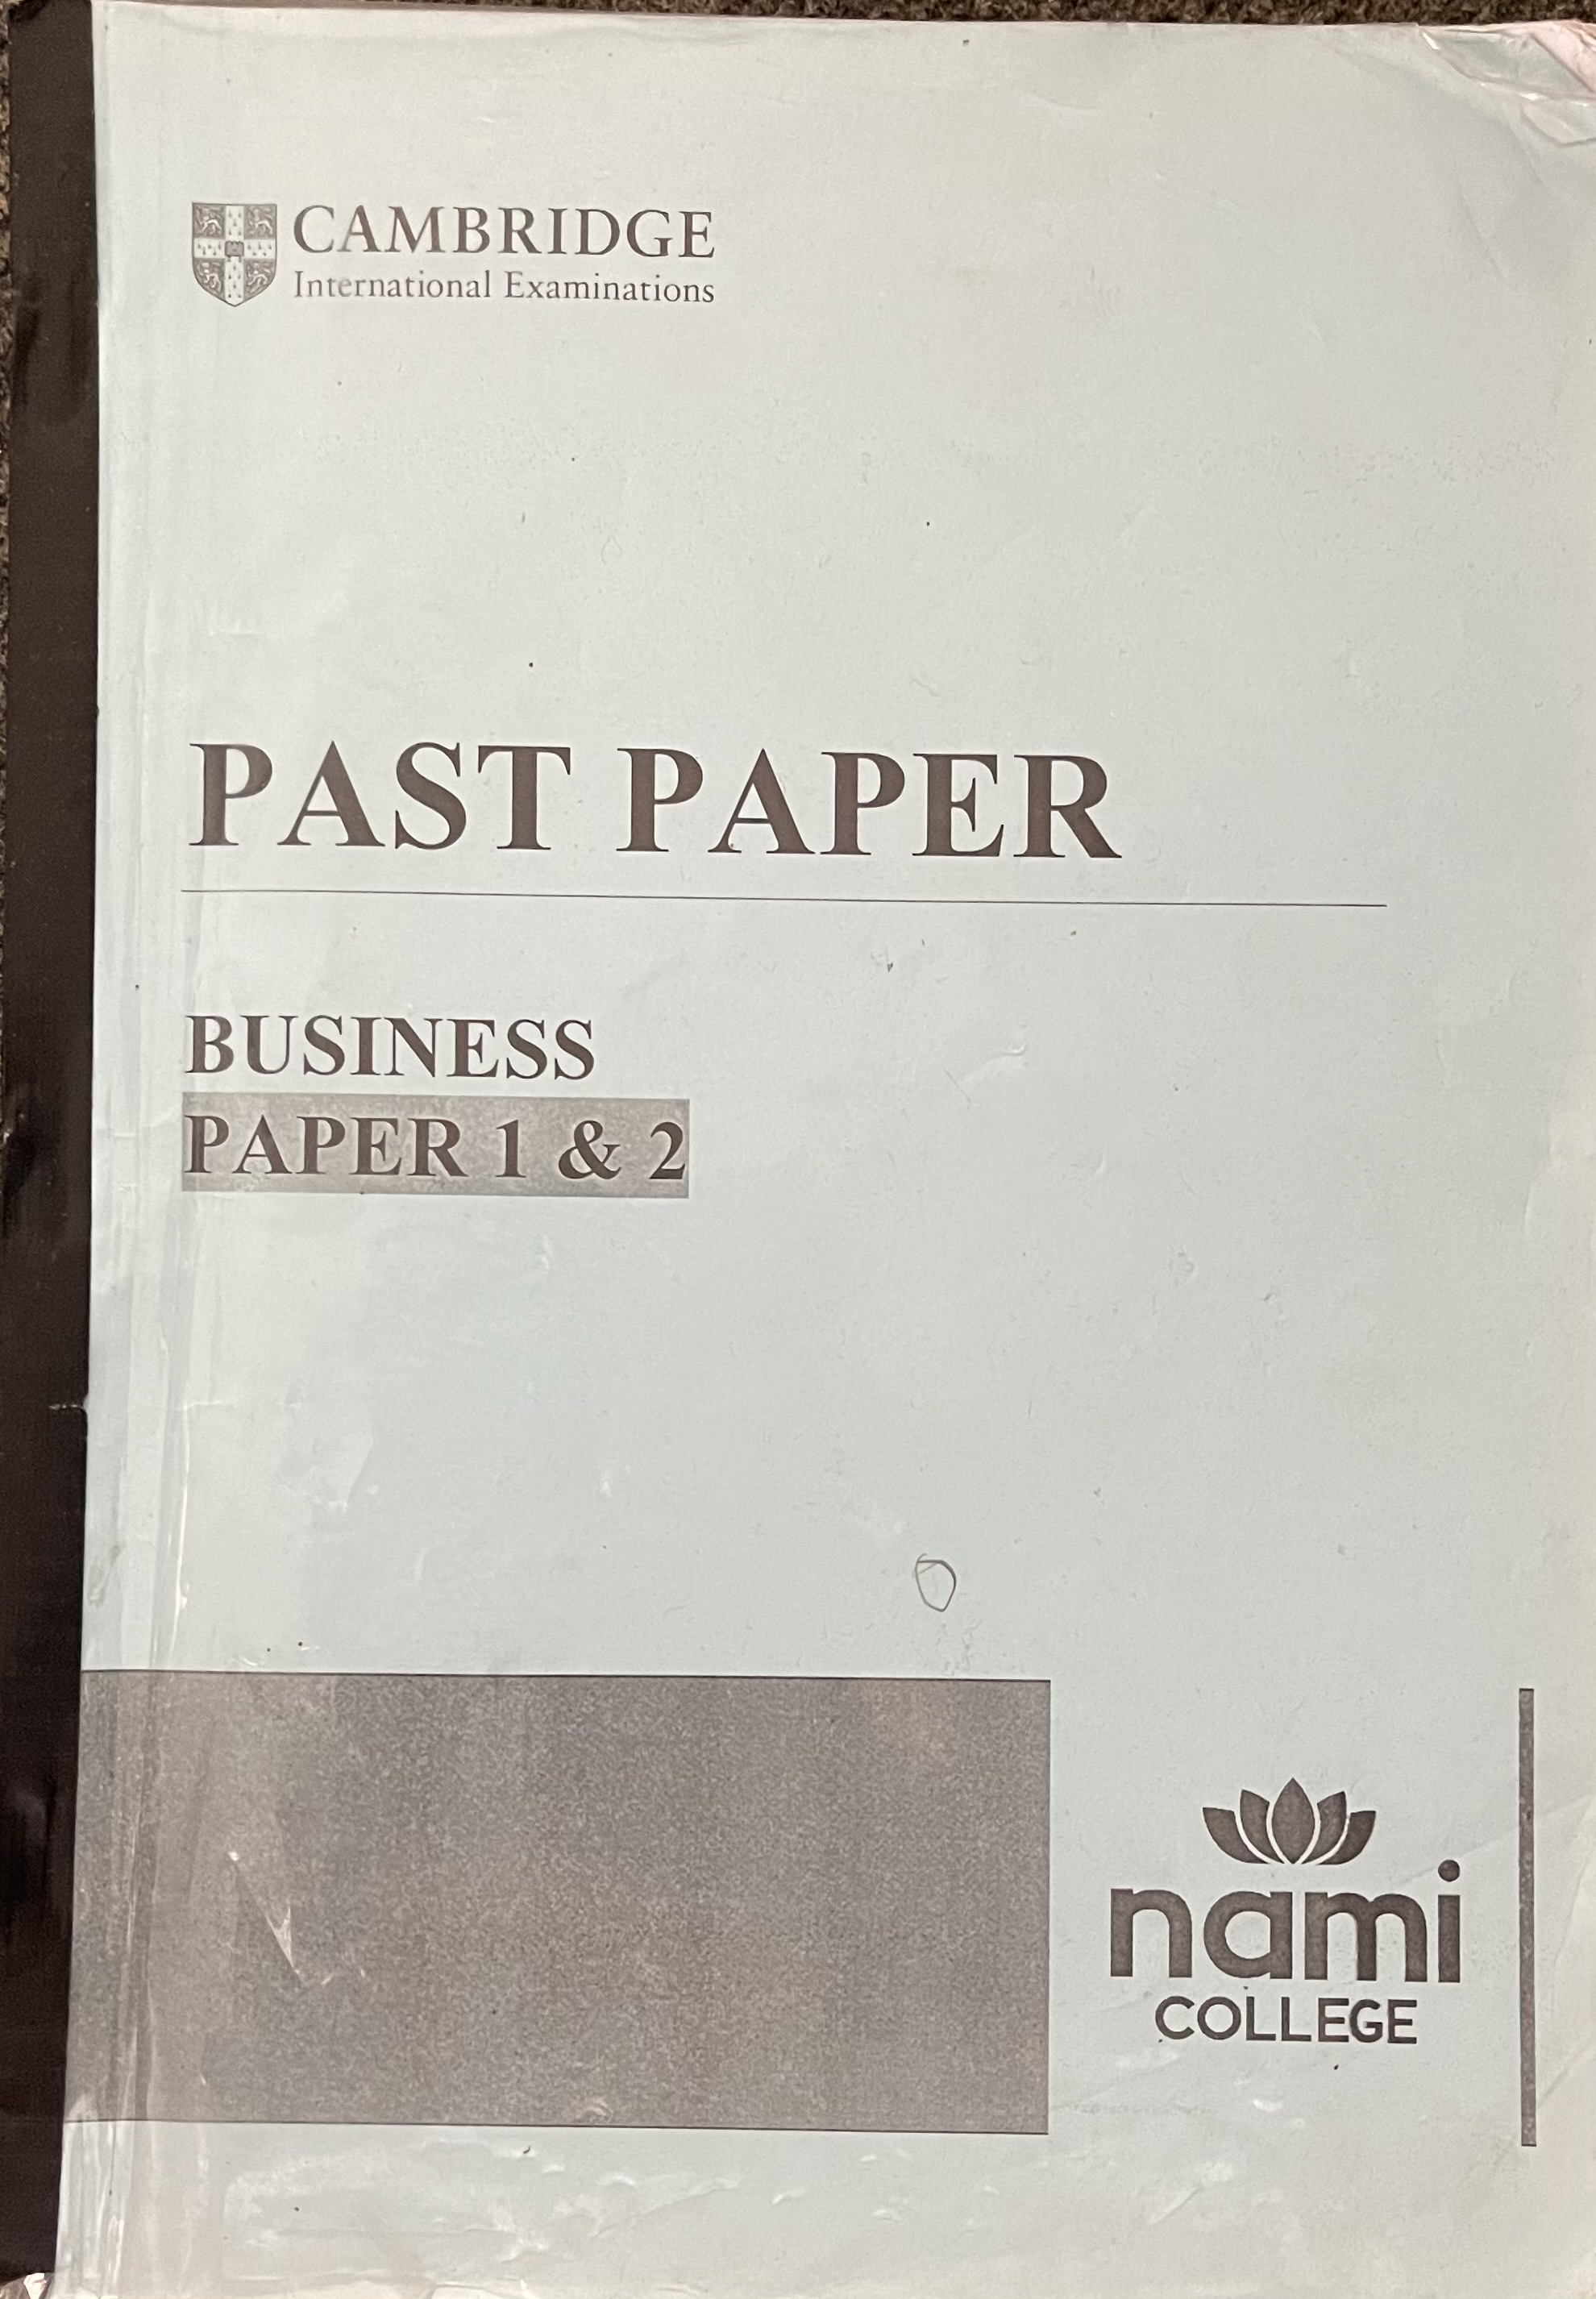 CAMBRIDGE
International Examinations
PAST PAPER
BUSINESS
PAPER 1 & 2
nami
COLLEGE